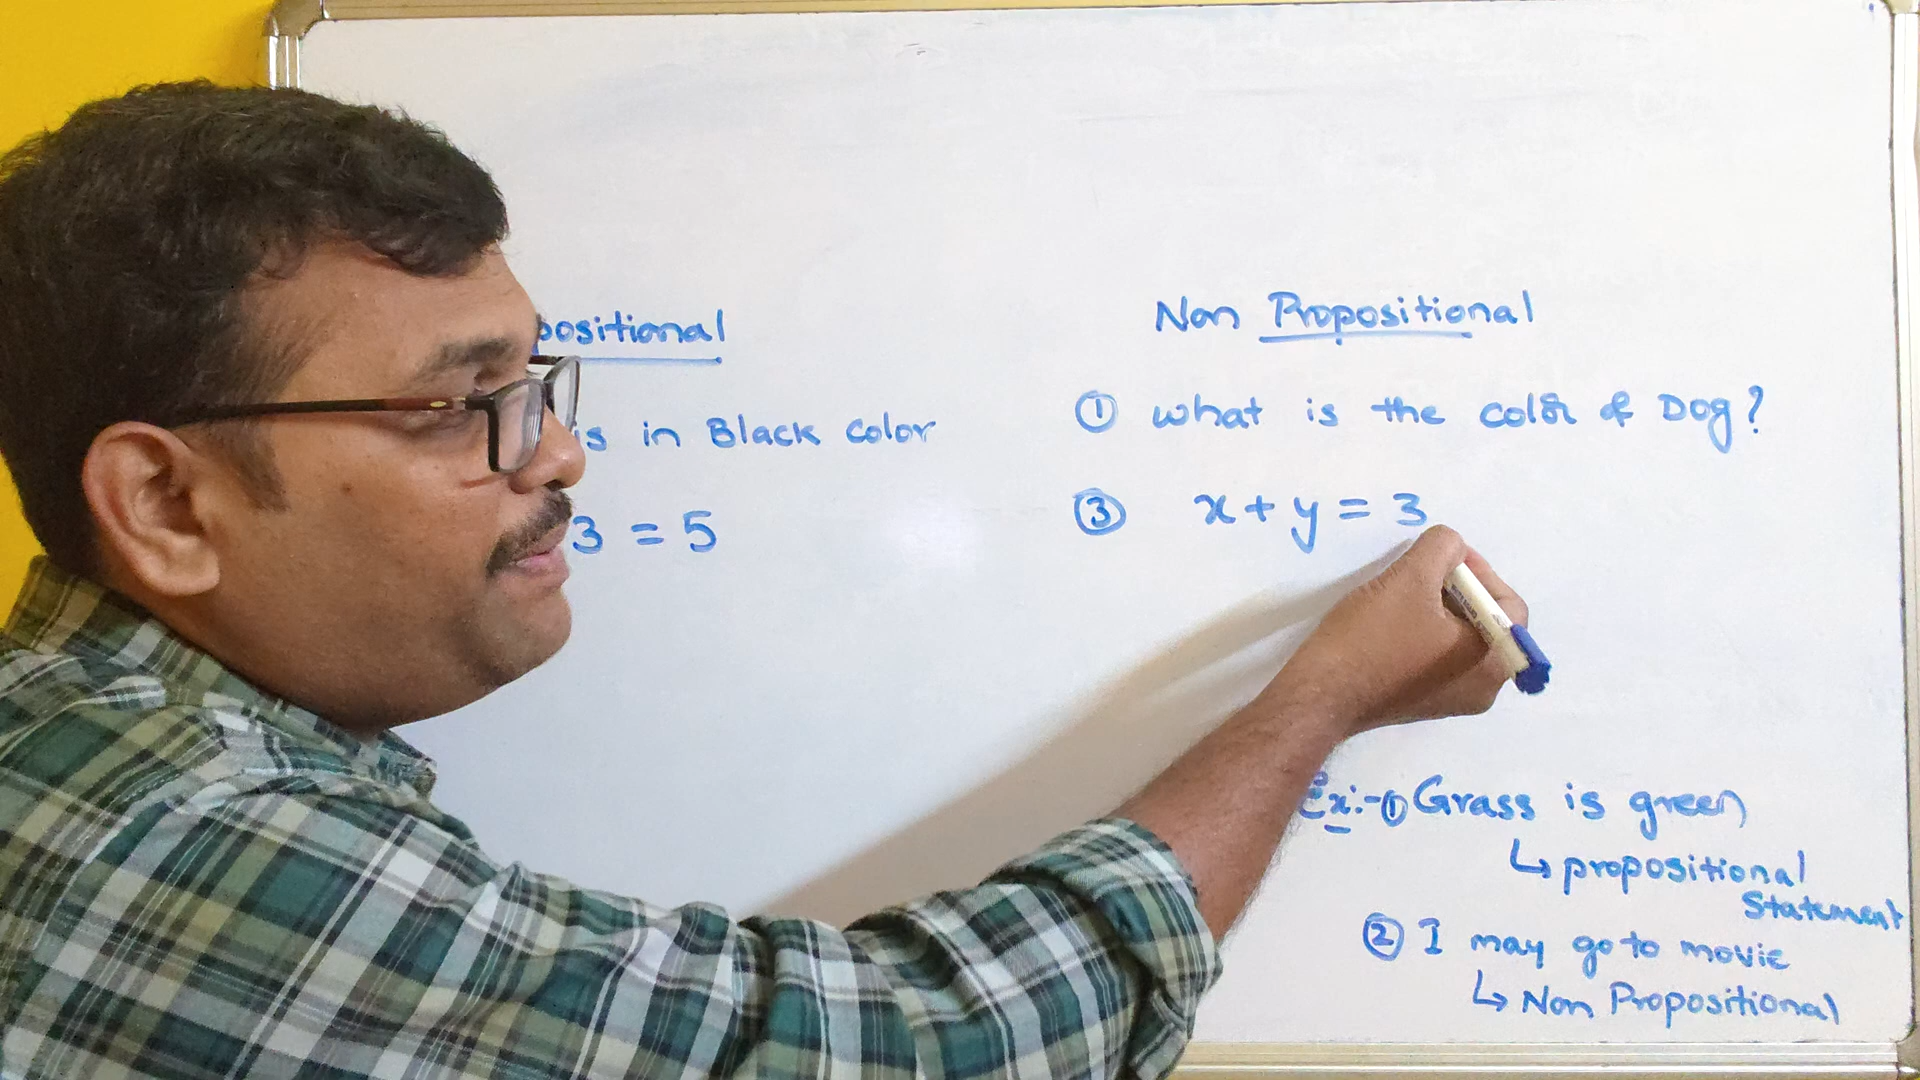 positional
is in Black color
3 = 5
Non Propositional
① What is the color of Dog?
③ x + y = 3
Ex:- ① Grass is green
↳ propositional
Statement
② I may go to movie
↳ Non Propositional